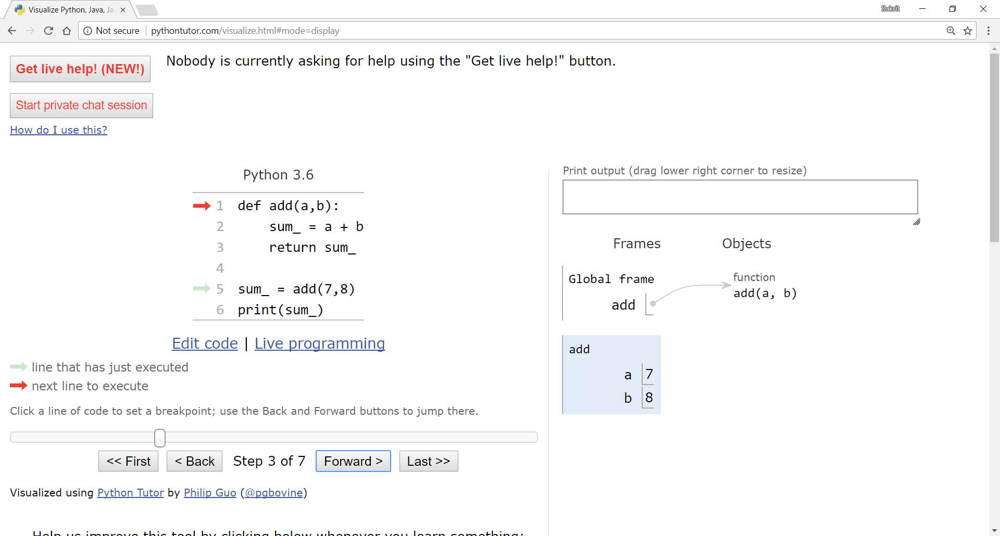 Visualize Python, Java, Ja
Sukrit
Not secure
pythontutor.com/visualize.html#mode=display
Get live help! (NEW!)
Nobody is currently asking for help using the "Get live help!" button.
Start private chat session
How do I use this?
Python 3.6
1 def add(a,b):
2     sum_ = a + b
3     return sum_
4
5 sum_ = add(7,8)
6 print(sum_)
Edit code | Live programming
line that has just executed
next line to execute
Click a line of code to set a breakpoint; use the Back and Forward buttons to jump there.
<< First < Back Step 3 of 7 Forward > Last >>
Visualized using Python Tutor by Philip Guo (@pgbovine)
Help us improve this tool by clicking below whenever you learn something:
Print output (drag lower right corner to resize)
Frames Objects
Global frame
add
function
add(a, b)
add
a 7
b 8